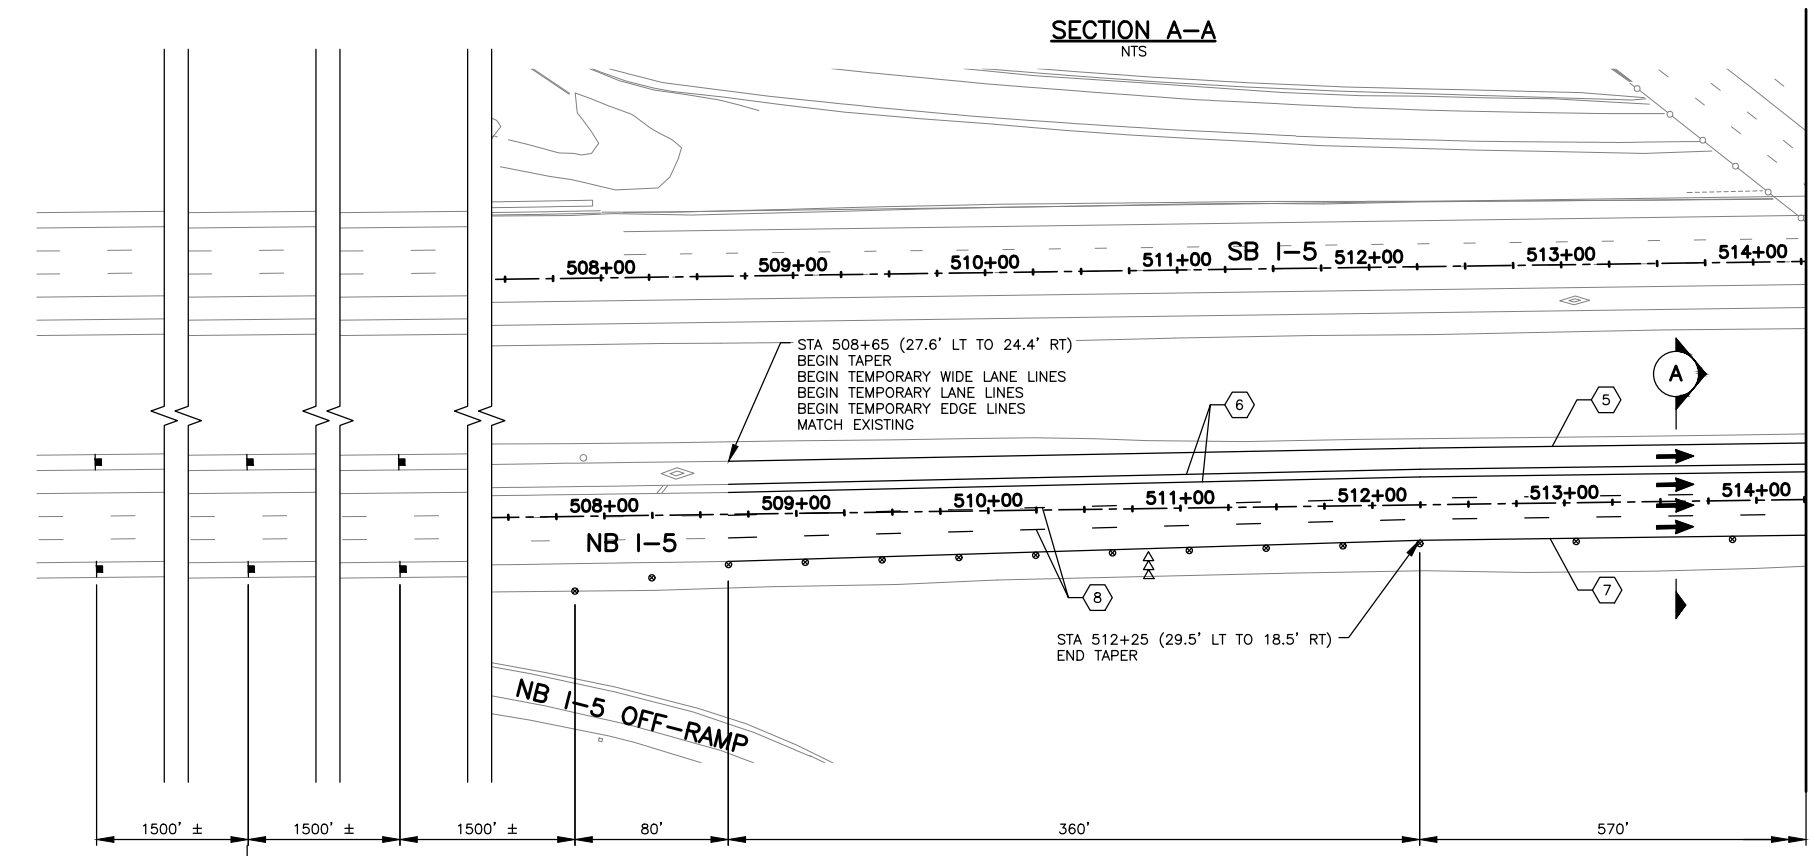 SECTION A-A
NTS
508+00 509+00 510+00 511+00 SB I-5 512+00 513+00 514+00
STA 508+65 (27.6' LT TO 24.4' RT)
BEGIN TAPER
BEGIN TEMPORARY WIDE LANE LINES
BEGIN TEMPORARY LANE LINES
BEGIN TEMPORARY EDGE LINES
MATCH EXISTING
A
5
6
508+00 509+00 510+00 511+00 512+00 513+00 514+00
NB I-5
8
7
STA 512+25 (29.5' LT TO 18.5' RT)
END TAPER
NB I-5 OFF-RAMP
1500' ± 1500' ± 1500' ± 80' 360' 570'